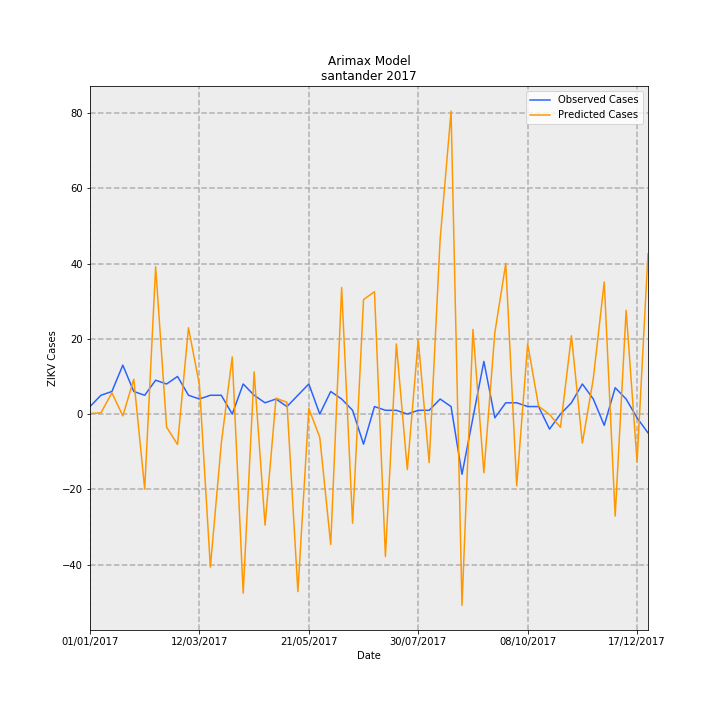 Arimax Model
santander 2017
Observed Cases
Predicted Cases
80
60
40
20
0
−20
−40
ZIKV Cases
01/01/2017
12/03/2017
21/05/2017
30/07/2017
08/10/2017
17/12/2017
Date